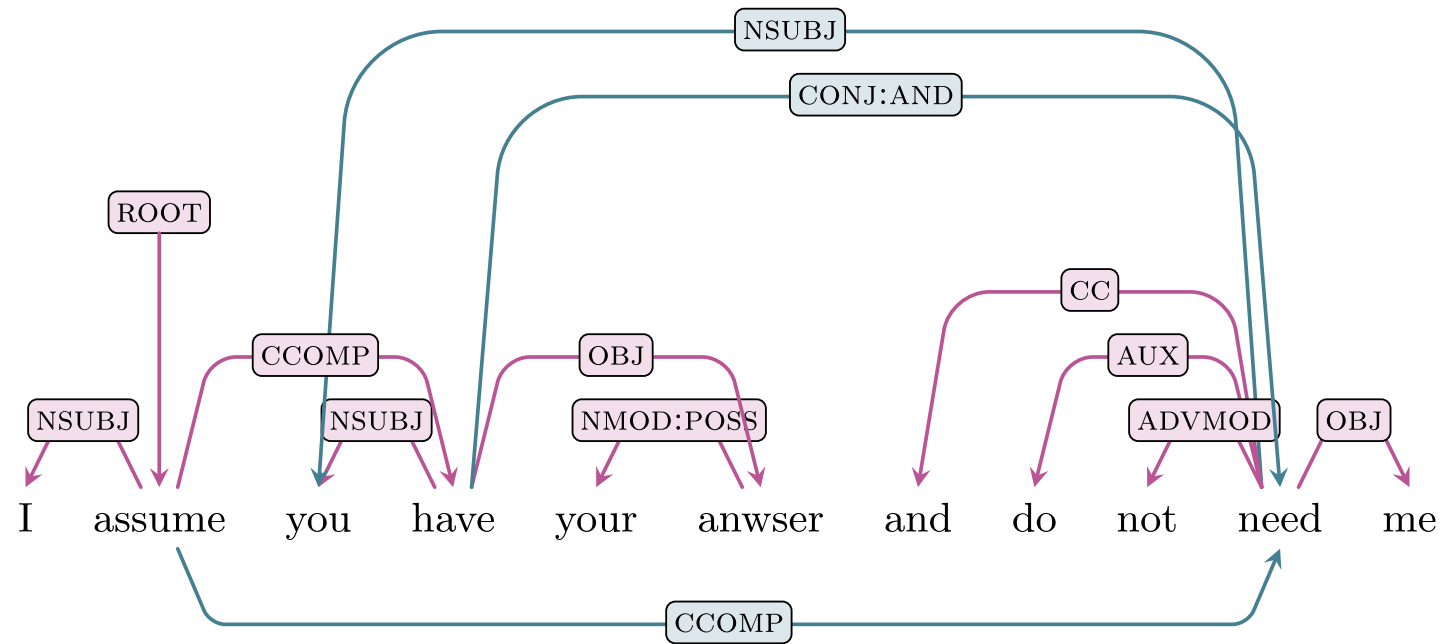 NSUBJ
CONJ:AND
ROOT
CC
CCOMP OBJ AUX
NSUBJ NSUBJ NMOD:POSS ADVMOD OBJ
I assume you have your anwser and do not need me
CCOMP